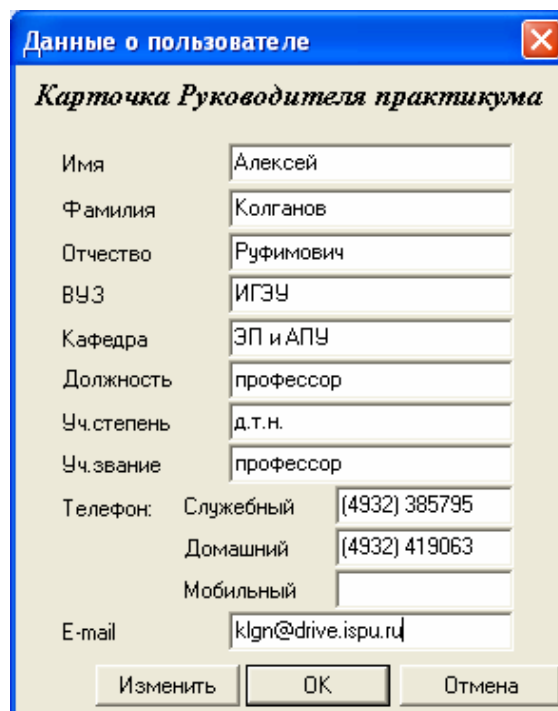 Данные о пользователе
Карточка Руководителя практикума
Имя Алексей
Фамилия Колганов
Отчество Руфимович
ВУЗ ИГЭУ
Кафедра ЭП и АПУ
Должность профессор
Уч.степень д.т.н.
Уч.звание профессор
Телефон: Служебный (4932) 385795
Домашний (4932) 419063
Мобильный
E-mail klgn@drive.ispu.ru
Изменить OK Отмена